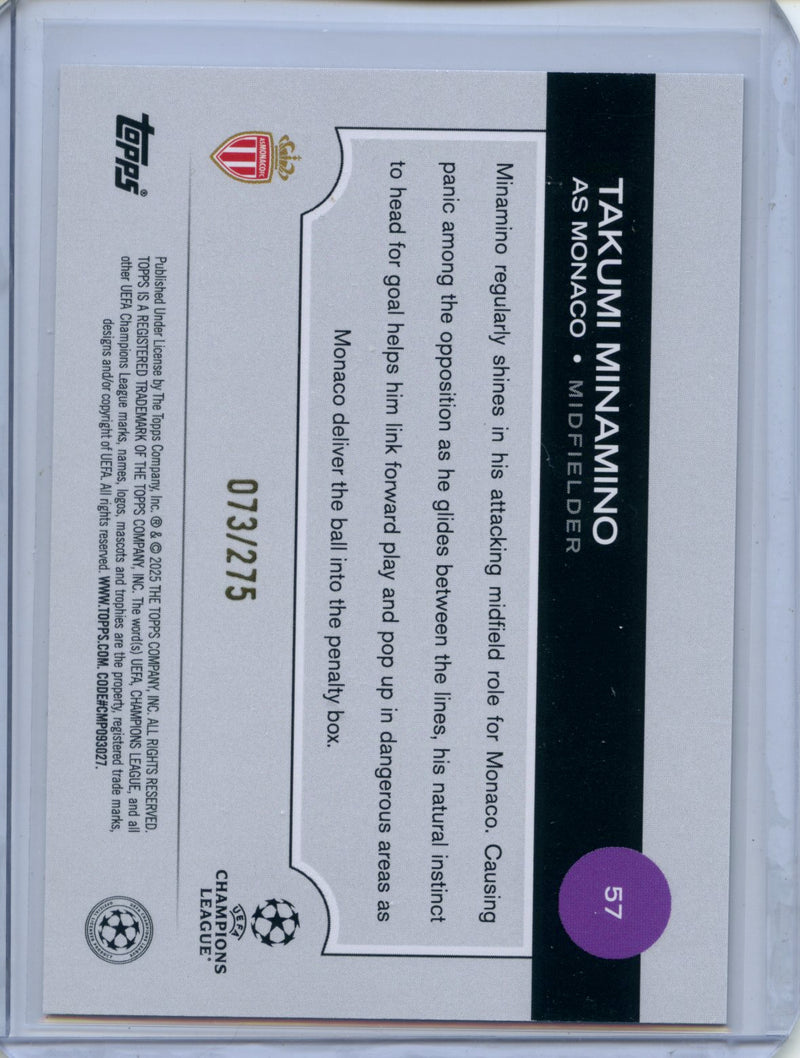 TAKUMI MINAMINO
AS MONACO • MIDFIELDER
57
Minamino regularly shines in his attacking midfield role for Monaco. Causing
panic among the opposition as he glides between the lines, his natural instinct
to head for goal helps him link forward play and pop up in dangerous areas as
Monaco deliver the ball into the penalty box.
AS MONACO FC
073/275
UEFA
CHAMPIONS
LEAGUE®
topps®
Published Under License by The Topps Company, Inc. ® & © 2025 THE TOPPS COMPANY, INC. ALL RIGHTS RESERVED.
TOPPS IS A REGISTERED TRADEMARK OF THE TOPPS COMPANY, INC. The word(s) UEFA, CHAMPIONS LEAGUE, and all
other UEFA Champions League marks, names, logos, mascots and trophies are the property, registered trade marks,
designs and/or copyright of UEFA. All rights reserved. WWW.TOPPS.COM. CODE#CMP093027.